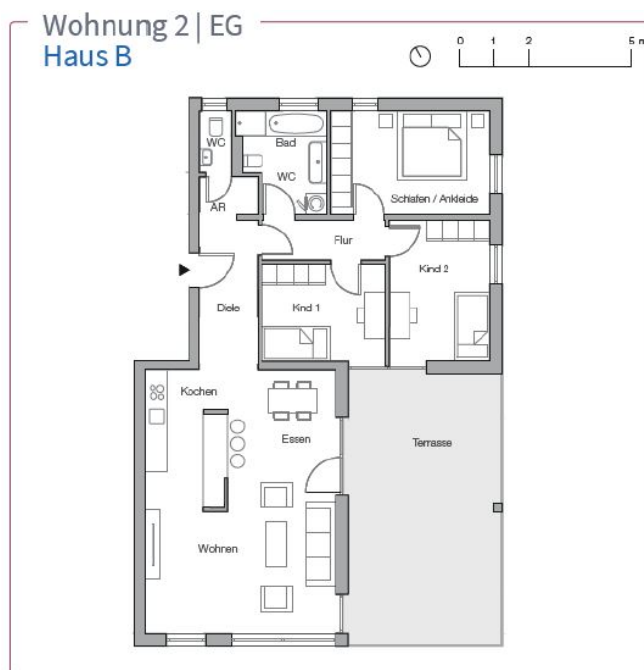 Wohnung 2 | EG
Haus B
0 1 2 5 m
WC
Bad
WC
AR
Schlafen / Ankleide
Flur
Kind 2
Diele
Kind 1
Kochen
Essen
Terrasse
Wohnen